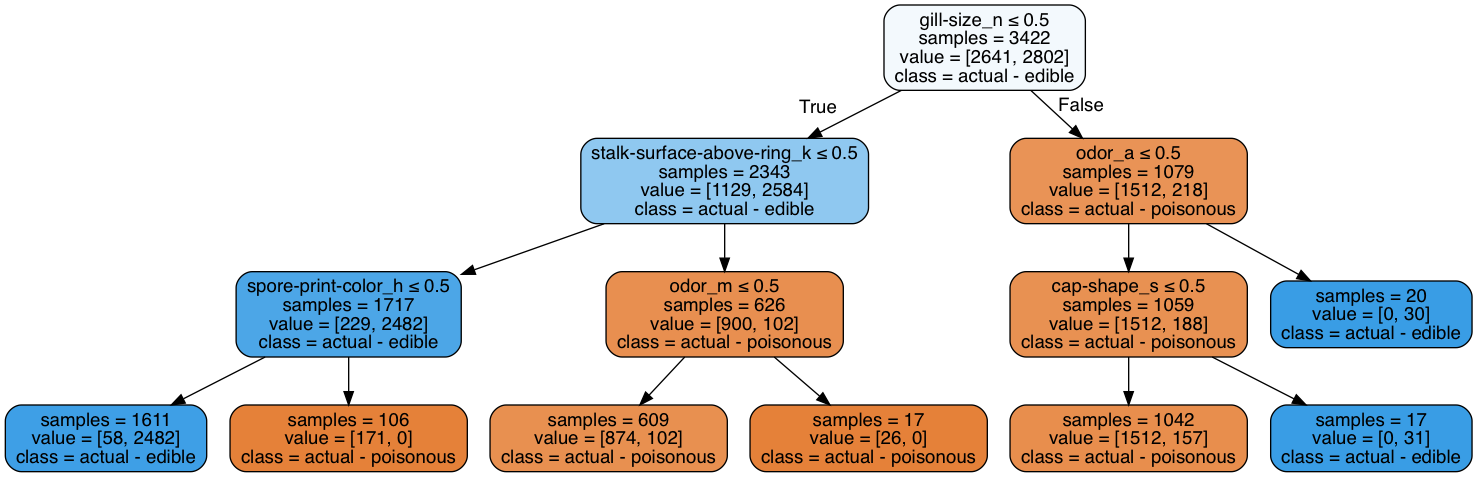 gill-size_n ≤ 0.5
samples = 3422
value = [2641, 2802]
class = actual - edible
True
False
stalk-surface-above-ring_k ≤ 0.5
samples = 2343
value = [1129, 2584]
class = actual - edible
odor_a ≤ 0.5
samples = 1079
value = [1512, 218]
class = actual - poisonous
spore-print-color_h ≤ 0.5
samples = 1717
value = [229, 2482]
class = actual - edible
odor_m ≤ 0.5
samples = 626
value = [900, 102]
class = actual - poisonous
cap-shape_s ≤ 0.5
samples = 1059
value = [1512, 188]
class = actual - poisonous
samples = 20
value = [0, 30]
class = actual - edible
samples = 1611
value = [58, 2482]
class = actual - edible
samples = 106
value = [171, 0]
class = actual - poisonous
samples = 609
value = [874, 102]
class = actual - poisonous
samples = 17
value = [26, 0]
class = actual - poisonous
samples = 1042
value = [1512, 157]
class = actual - poisonous
samples = 17
value = [0, 31]
class = actual - edible